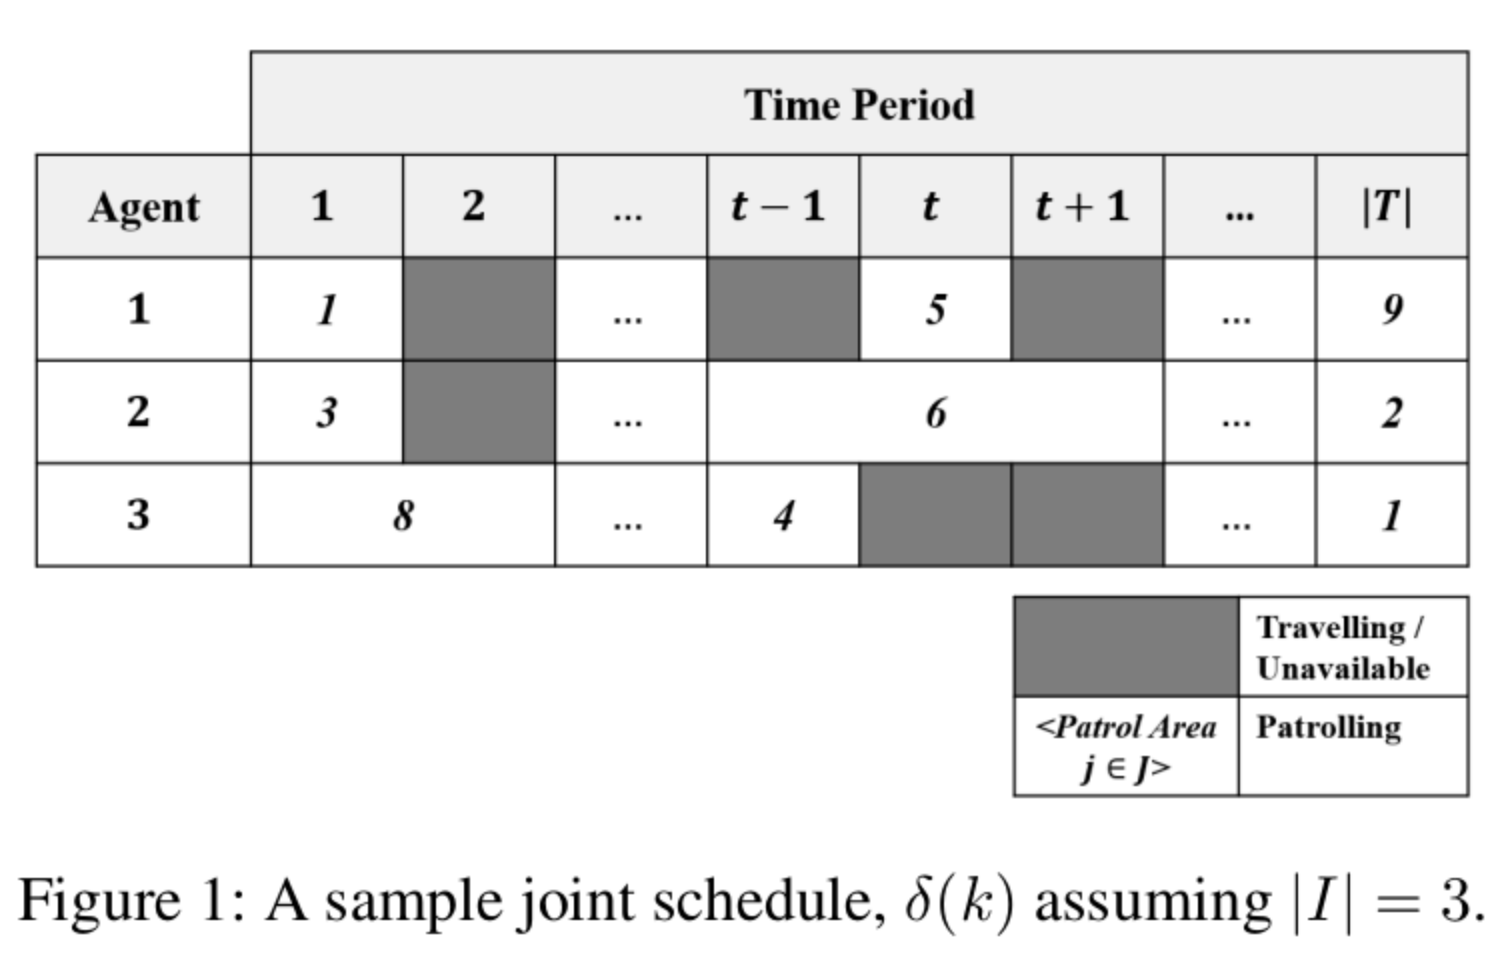 Time Period
Agent 1 2 ... t − 1 t t + 1 ... |T|
1 1 ... 5 ... 9
2 3 ... 6 ... 2
3 8 ... 4 ... 1
Travelling /
Unavailable
<Patrol Area
j ∈ J>
Patrolling
Figure 1: A sample joint schedule, δ(k) assuming |I| = 3.